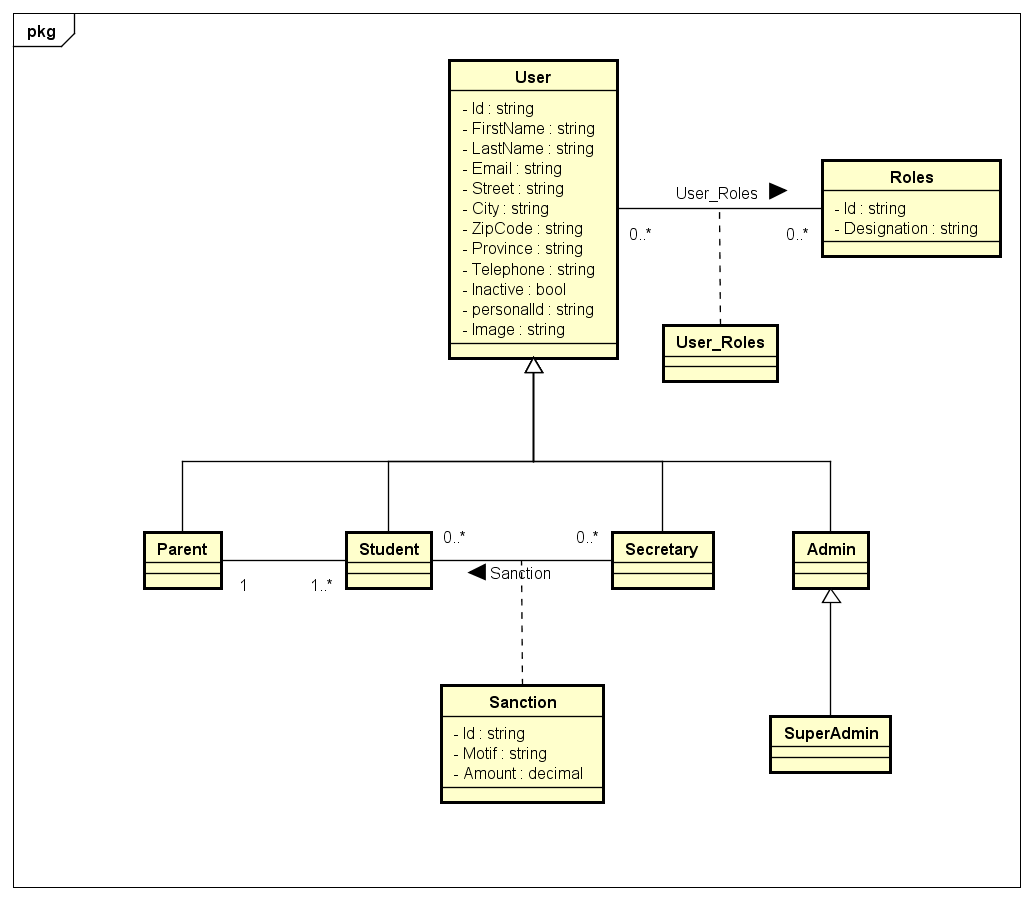 pkg
User
- Id : string
- FirstName : string
- LastName : string
- Email : string
- Street : string
- City : string
- ZipCode : string
- Province : string
- Telephone : string
- Inactive : bool
- personalId : string
- Image : string
User_Roles
0..*
0..*
Roles
- Id : string
- Designation : string
User_Roles
Parent
1
1..*
Student
0..*
0..*
Sanction
Secretary
Admin
Sanction
- Id : string
- Motif : string
- Amount : decimal
SuperAdmin